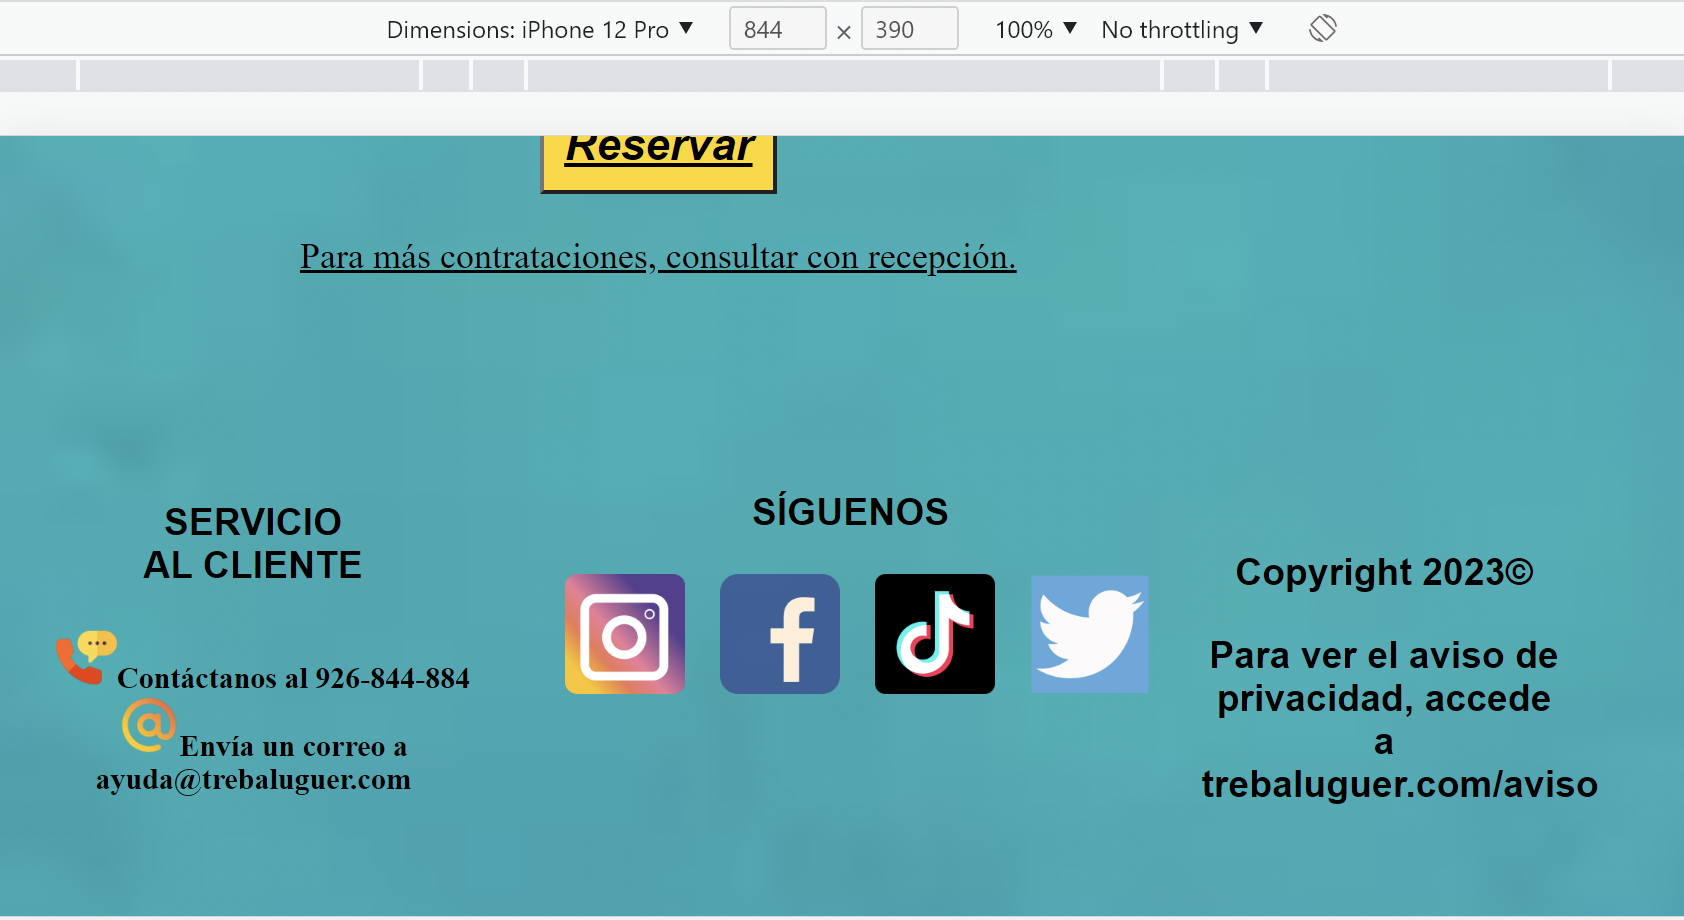 Dimensions: iPhone 12 Pro ▼ 844 × 390 100% ▼ No throttling ▼
Reservar
Para más contrataciones, consultar con recepción.
SERVICIO
AL CLIENTE
Contáctanos al 926-844-884
Envía un correo a
ayuda@trebaluguer.com
SÍGUENOS
Copyright 2023©
Para ver el aviso de
privacidad, accede
a
trebaluguer.com/aviso